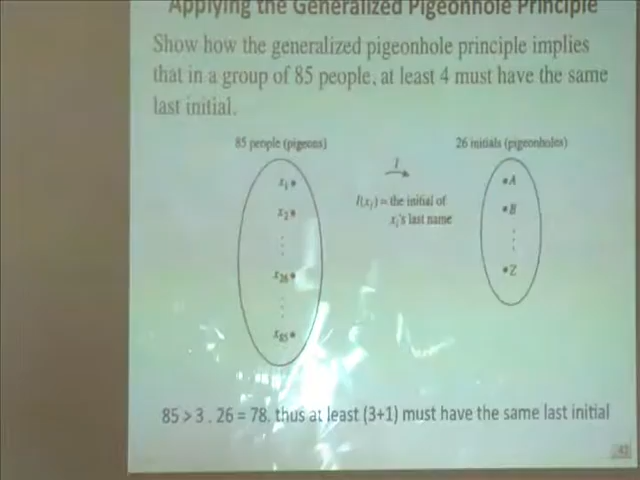 Applying the Generalized Pigeonhole Principle
Show how the generalized pigeonhole principle implies
that in a group of 85 people, at least 4 must have the same
last initial.
85 people (pigeons)
26 initials (pigeonholes)
I
x₁
x₂
x₂₆
x₈₅
I(xᵢ) = the initial of
xᵢ's last name
A
B
Z
85 > 3 . 26 = 78, thus at least (3+1) must have the same last initial
42